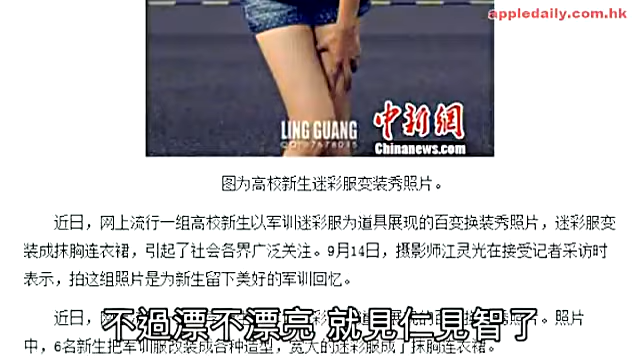 appledaily.com.hk
LING GUANG
中新網
Chinanews.com
图为高校新生迷彩服变装秀照片。
近日，网上流行一组高校新生以军训迷彩服为道具展现的百变换装秀照片，迷彩服变
装成抹胸连衣裙，引起了社会各界广泛关注。9月14日，摄影师江灵光在接受记者采访时
表示，拍这组照片是为新生留下美好的军训回忆。
不過漂不漂亮 就見仁見智了
中，6名新生把军训服改装成各种造型，宽大的迷彩服成了抹胸连衣裙。